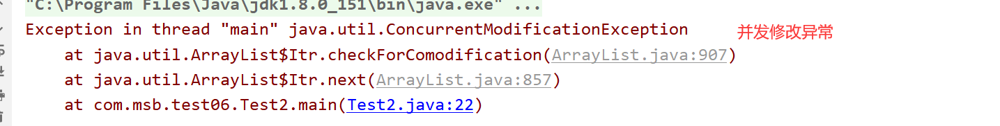 "C:\Program Files\Java\jdk1.8.0_151\bin\java.exe" ...
Exception in thread "main" java.util.ConcurrentModificationException 并发修改异常
at java.util.ArrayList$Itr.checkForComodification(ArrayList.java:907)
at java.util.ArrayList$Itr.next(ArrayList.java:857)
at com.msb.test06.Test2.main(Test2.java:22)